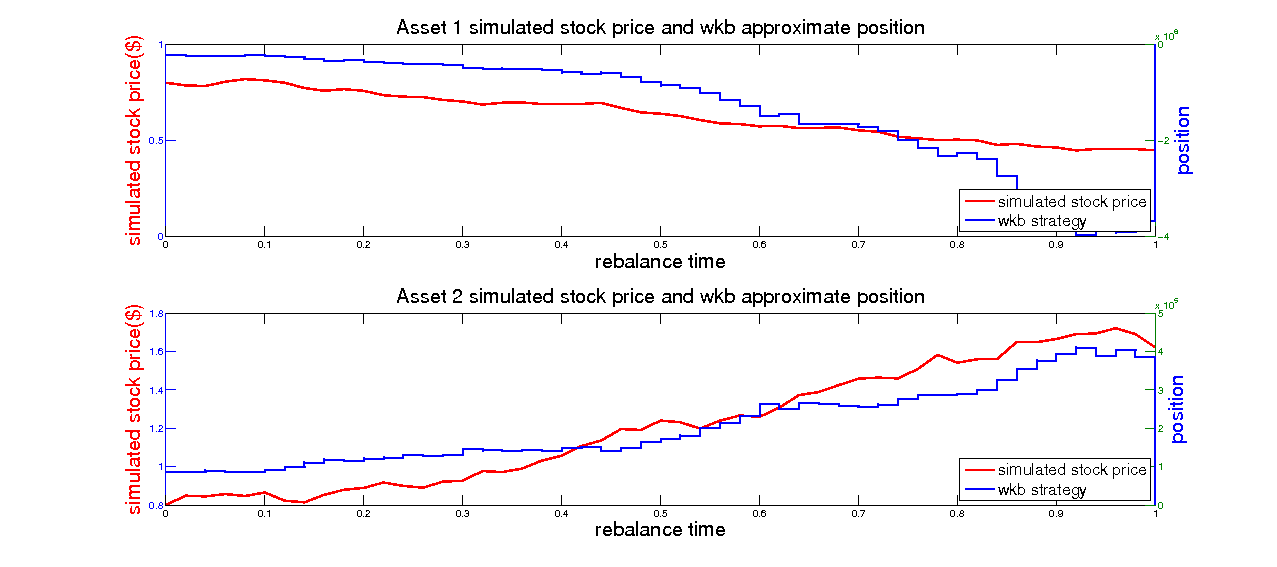 Asset 1 simulated stock price and wkb approximate position
simulated stock price($)
1
0.5
0
0 0.1 0.2 0.3 0.4 0.5 0.6 0.7 0.8 0.9 1
rebalance time
0
-2
-4
position
simulated stock price
wkb strategy
Asset 2 simulated stock price and wkb approximate position
simulated stock price($)
1.8
1.6
1.4
1.2
1
0.8
0 0.1 0.2 0.3 0.4 0.5 0.6 0.7 0.8 0.9 1
rebalance time
5
4
3
2
1
0
position
simulated stock price
wkb strategy